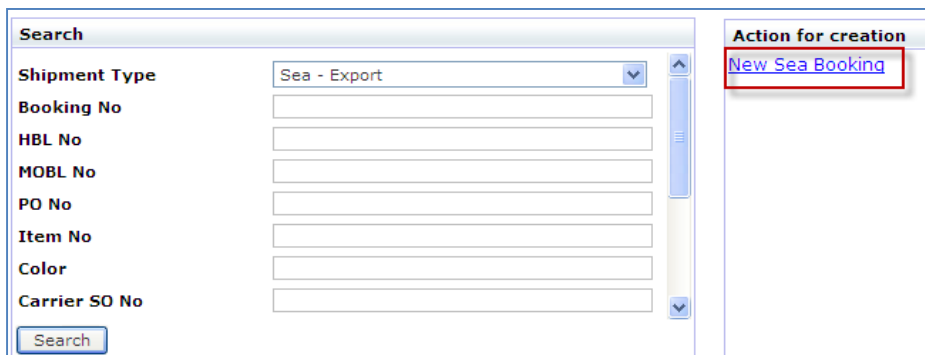 Search
Shipment Type Sea - Export
Booking No
HBL No
MOBL No
PO No
Item No
Color
Carrier SO No
Search
Action for creation
New Sea Booking